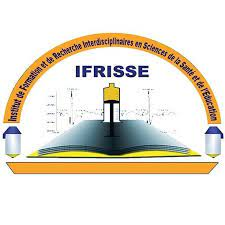 Institut de Formation et de Recherche Interdisciplinaires en Sciences de la Santé et de l'Education
IFRISSE